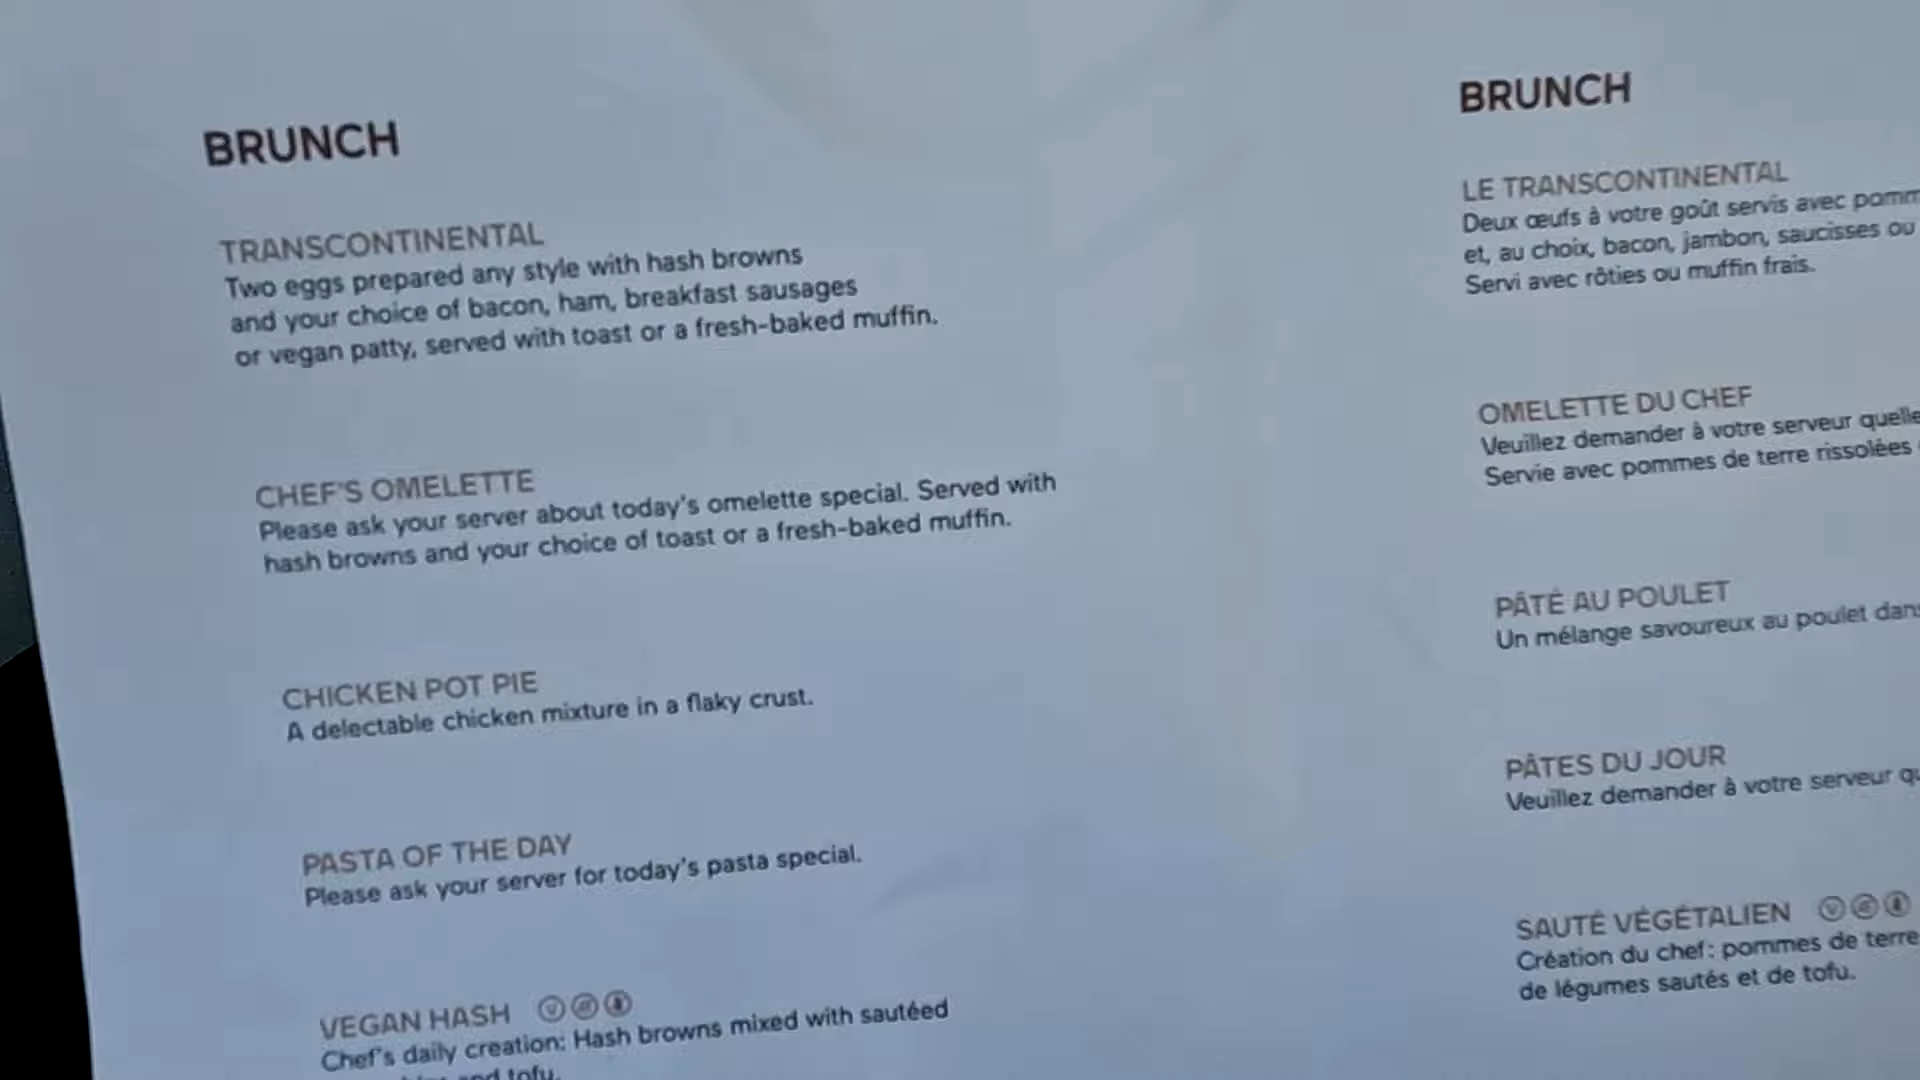 BRUNCH
TRANSCONTINENTAL
Two eggs prepared any style with hash browns
and your choice of bacon, ham, breakfast sausages
or vegan patty, served with toast or a fresh-baked muffin.
CHEF'S OMELETTE
Please ask your server about today's omelette special. Served with
hash browns and your choice of toast or a fresh-baked muffin.
CHICKEN POT PIE
A delectable chicken mixture in a flaky crust.
PASTA OF THE DAY
Please ask your server for today's pasta special.
VEGAN HASH
Chef's daily creation: Hash browns mixed with sautéed
and tofu.
BRUNCH
LE TRANSCONTINENTAL
Deux œufs à votre goût servis avec
et, au choix, bacon, jambon, saucisses ou
Servi avec rôties ou muffin frais.
OMELETTE DU CHEF
Veuillez demander à votre serveur quelle
Servie avec pommes de terre rissolées
PÂTÉ AU POULET
Un mélange savoureux au poulet dans
PÂTES DU JOUR
Veuillez demander à votre serveur
SAUTÉ VÉGÉTALIEN
Création du chef: pommes de terre
de légumes sautés et de tofu.